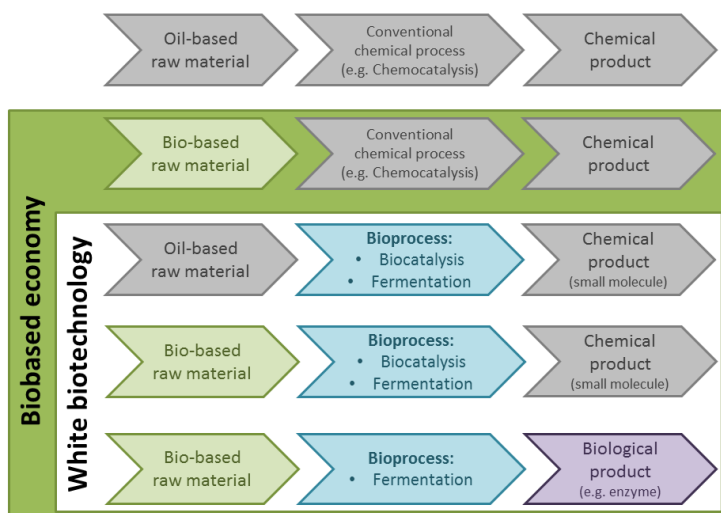 Oil-based
raw material
Conventional
chemical process
(e.g. Chemocatalysis)
Chemical
product
Bio-based
raw material
Conventional
chemical process
(e.g. Chemocatalysis)
Chemical
product
Biobased economy
White biotechnology
Oil-based
raw material
Bioprocess:
• Biocatalysis
• Fermentation
Chemical
product
(small molecule)
Bio-based
raw material
Bioprocess:
• Biocatalysis
• Fermentation
Chemical
product
(small molecule)
Bio-based
raw material
Bioprocess:
• Fermentation
Biological
product
(e.g. enzyme)